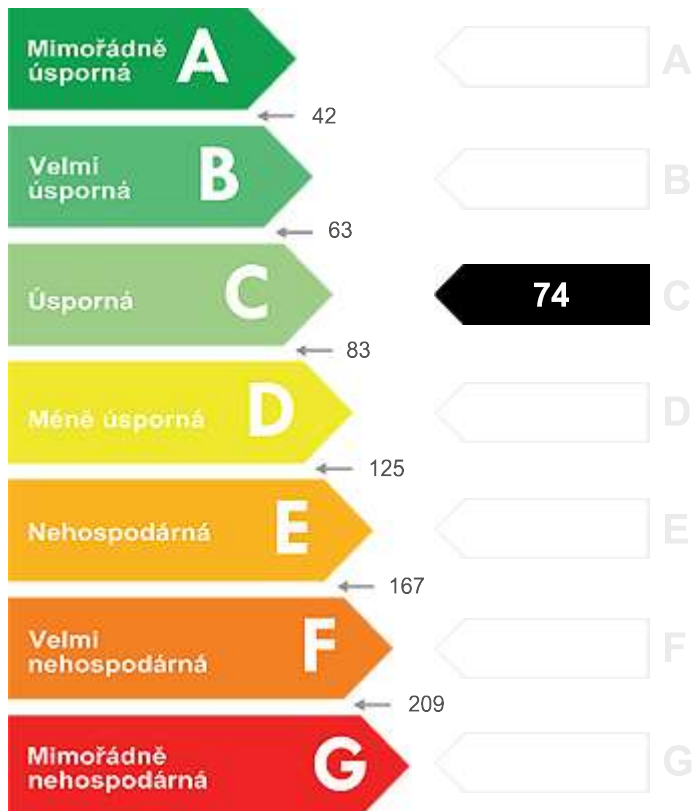 Mimořádně
úsporná
A
A
42
Velmi
úsporná
B
B
63
Úsporná
C
74
C
83
Méně úsporná
D
D
125
Nehospodárná
E
E
167
Velmi
nehospodárná
F
F
209
Mimořádně
nehospodárná
G
G